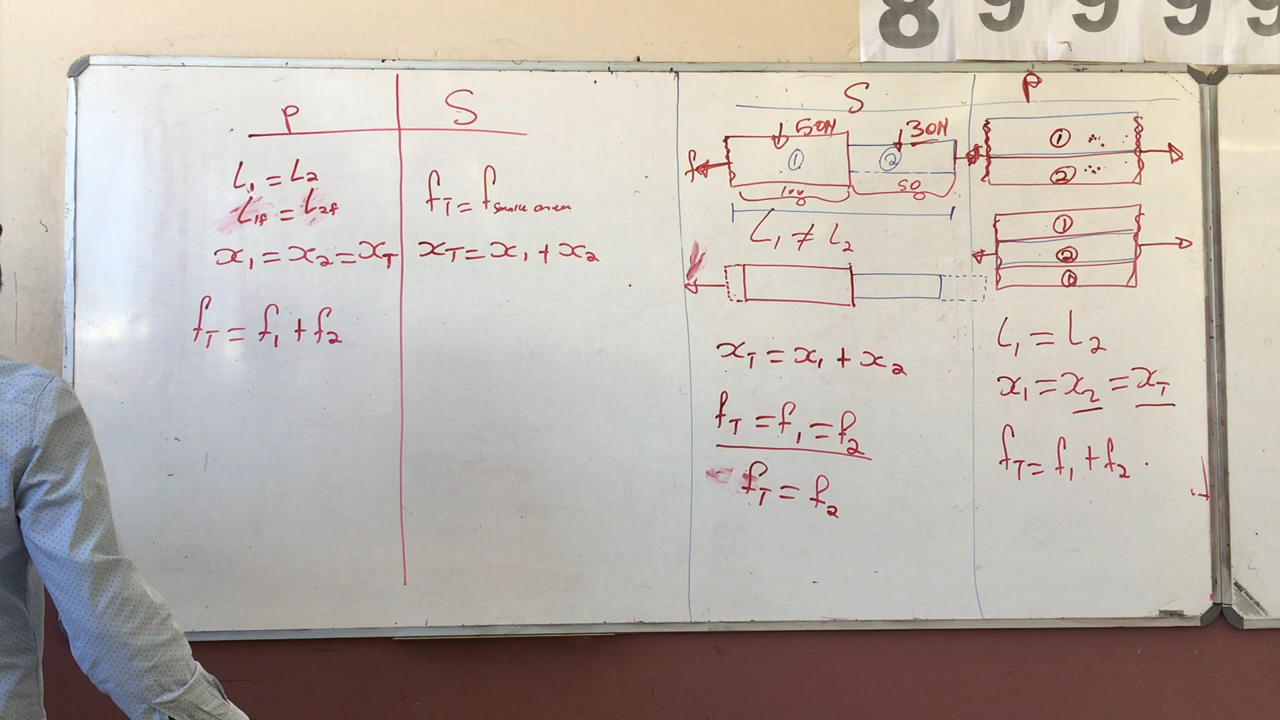 8 9 9 9 9
P S
L₁ = L₂
L₁f = L₂f
x₁ = x₂ = x_T
f_T = f₁ + f₂
f_T = f
x_T = x₁ + x₂
S
50N 30N
f ① ②
100 50
L₁ ≠ L₂
x_T = x₁ + x₂
f_T = f₁ = f₂
f_T = f₂
P
①
②
①
②
①
L₁ = L₂
x₁ = x₂ = x_T
f_T = f₁ + f₂